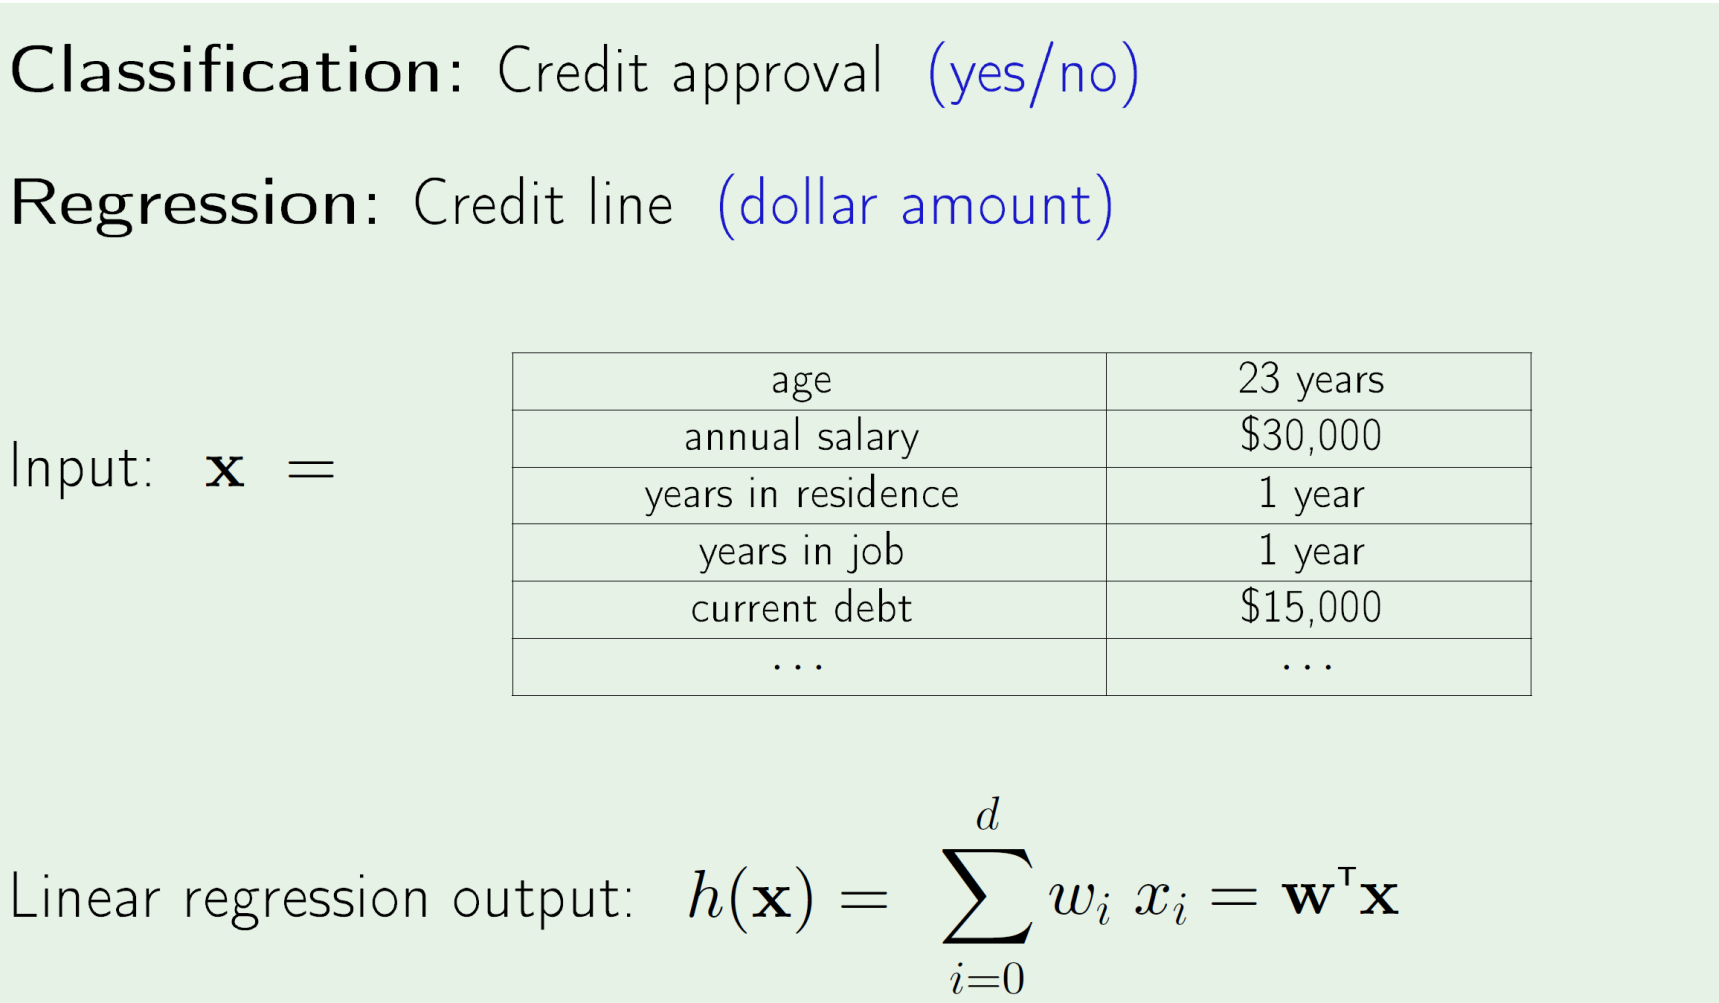 Classification: Credit approval (yes/no)
Regression: Credit line (dollar amount)
age 23 years
annual salary $30,000
Input: x =
years in residence 1 year
years in job 1 year
current debt $15,000
... ...
Linear regression output: h(x) = ∑_{i=0}^{d} w_i x_i = w^T x